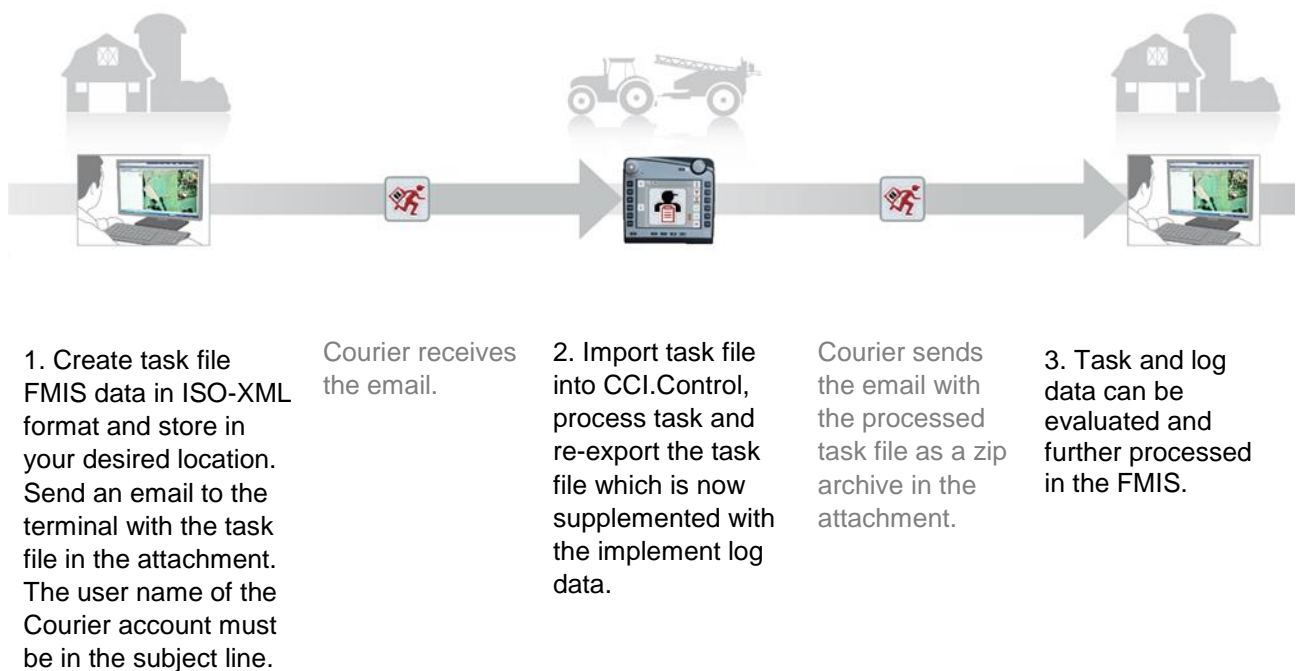 1. Create task file
FMIS data in ISO-XML
format and store in
your desired location.
Send an email to the
terminal with the task
file in the attachment.
The user name of the
Courier account must
be in the subject line.
Courier receives
the email.
2. Import task file
into CCI.Control,
process task and
re-export the task
file which is now
supplemented with
the implement log
data.
Courier sends
the email with
the processed
task file as a zip
archive in the
attachment.
3. Task and log
data can be
evaluated and
further processed
in the FMIS.